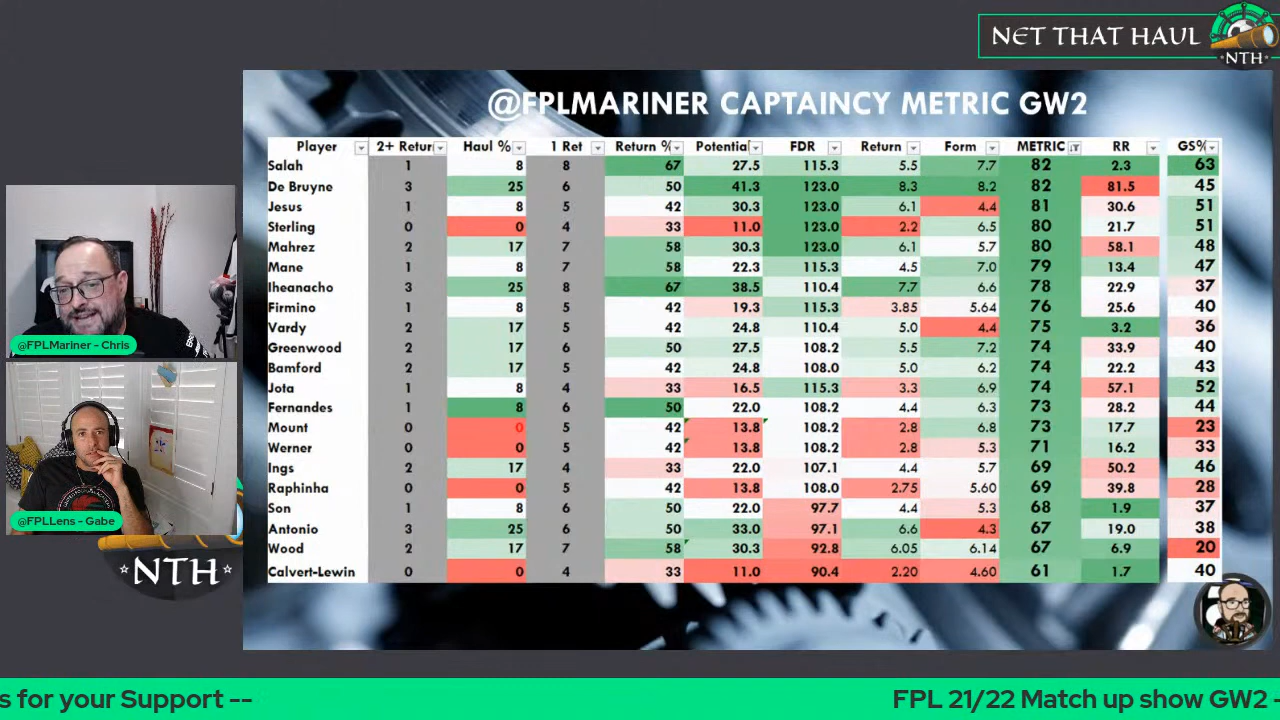 NET THAT HAUL
NTH
@FPLMARINER CAPTAINCY METRIC GW2
Player 2+ Retur Haul % 1 Ret Return % Potential FDR Return Form METRIC RR GS%
Salah 1 8 8 67 27.5 115.3 5.5 7.7 82 2.3 63
De Bruyne 3 25 6 50 41.3 123.0 8.3 8.2 82 81.5 45
Jesus 1 8 5 42 30.3 123.0 6.1 4.4 81 30.6 51
Sterling 0 0 4 33 11.0 123.0 2.2 6.5 80 21.7 51
Mahrez 2 17 7 58 30.3 123.0 6.1 5.7 80 58.1 48
Mane 1 8 7 58 22.3 115.3 4.5 7.0 79 13.4 47
Iheanacho 3 25 8 67 38.5 110.4 7.7 6.6 78 22.9 37
Firmino 1 8 5 42 19.3 115.3 3.85 5.64 76 25.6 40
Vardy 2 17 5 42 24.8 110.4 5.0 4.4 75 3.2 36
Greenwood 2 17 6 50 27.5 108.2 5.5 7.2 74 33.9 40
Bamford 2 17 5 42 24.8 108.0 5.0 6.2 74 22.2 43
Jota 1 8 4 33 16.5 115.3 3.3 6.9 74 57.1 52
Fernandes 1 8 6 50 22.0 108.2 4.4 6.3 73 28.2 44
Mount 0 0 5 42 13.8 108.2 2.8 6.8 73 17.7 23
Werner 0 0 5 42 13.8 108.2 2.8 5.3 71 16.2 33
Ings 2 17 4 33 22.0 107.1 4.4 5.7 69 50.2 46
Raphinha 0 0 5 42 13.8 108.0 2.75 5.60 69 39.8 28
Son 1 8 6 50 22.0 97.7 4.4 5.3 68 1.9 37
Antonio 3 25 6 50 33.0 97.1 6.6 4.3 67 19.0 38
Wood 2 17 7 58 30.3 92.8 6.05 6.14 67 6.9 20
Calvert-Lewin 0 0 4 33 11.0 90.4 2.20 4.60 61 1.7 40
@FPLMariner - Chris
@FPLLens - Gabe
NTH
s for your Support -- FPL 21/22 Match up show GW2 -